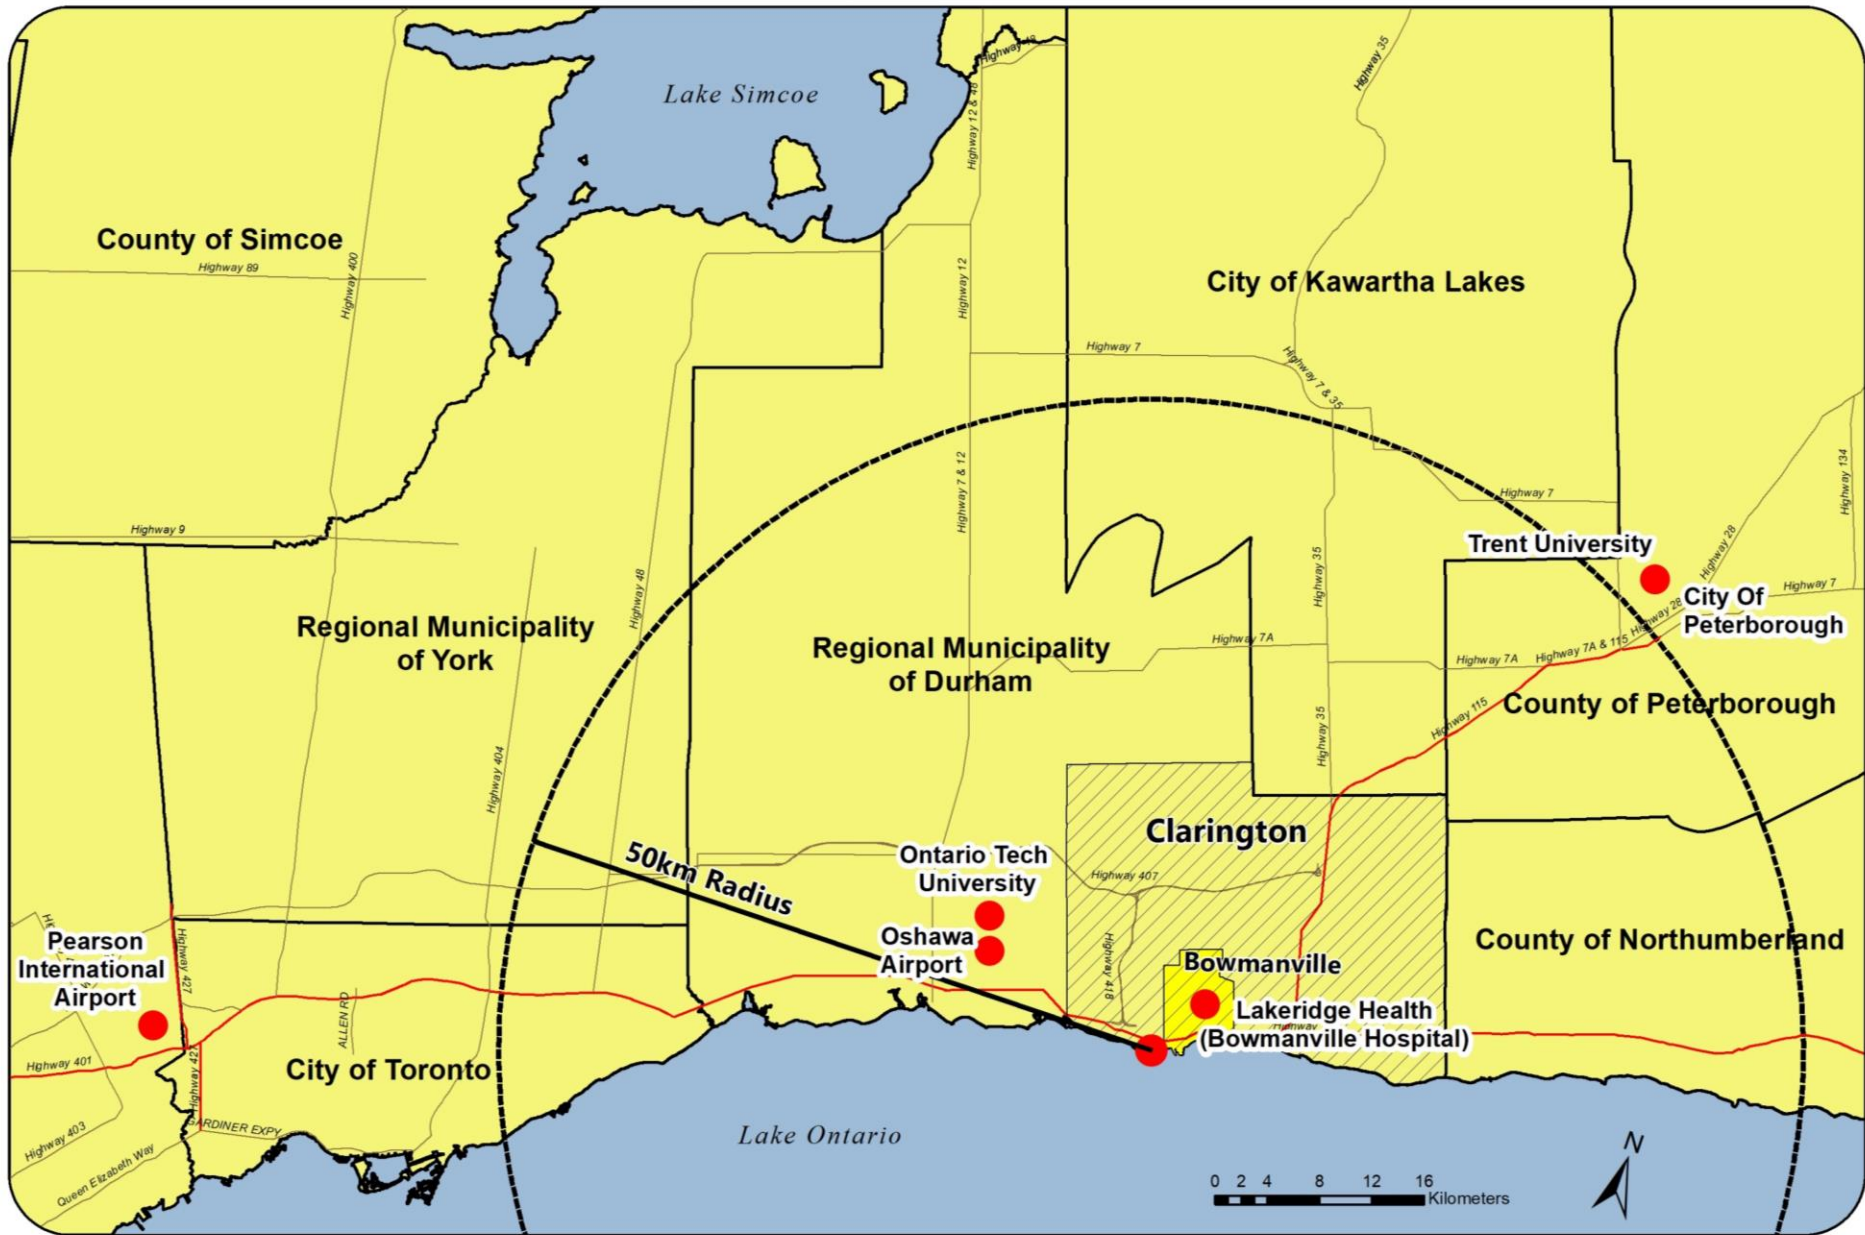 Highway 48
Highway 35
Lake Simcoe
Highway 12 & 48
County of Simcoe
Highway 89
Highway 400
Highway 12
City of Kawartha Lakes
Highway 7
Highway 7 & 35
Highway 7 & 12
Highway 134
Highway 7
Highway 9
Trent University
Highway 28
Highway 48
Highway 35
Highway 7
City Of
Peterborough
Highway 28
Regional Municipality
of York
Regional Municipality
of Durham
Highway 7A
Highway 7A
Highway 7A & 115
County of Peterborough
Highway 115
Highway 35
Highway 404
Clarington
50km Radius
Ontario Tech
University
Highway 407
Pearson
International
Airport
Highway 427
Oshawa
Airport
Highway 418
Bowmanville
County of Northumberland
Lakeridge Health
(Bowmanville Hospital)
Highway
ALLEN RD
Highway 401
City of Toronto
Highway 427
GARDINER EXPY
Highway 403
Queen Elizabeth Way
Lake Ontario
N
0 2 4 8 12 16
Kilometers